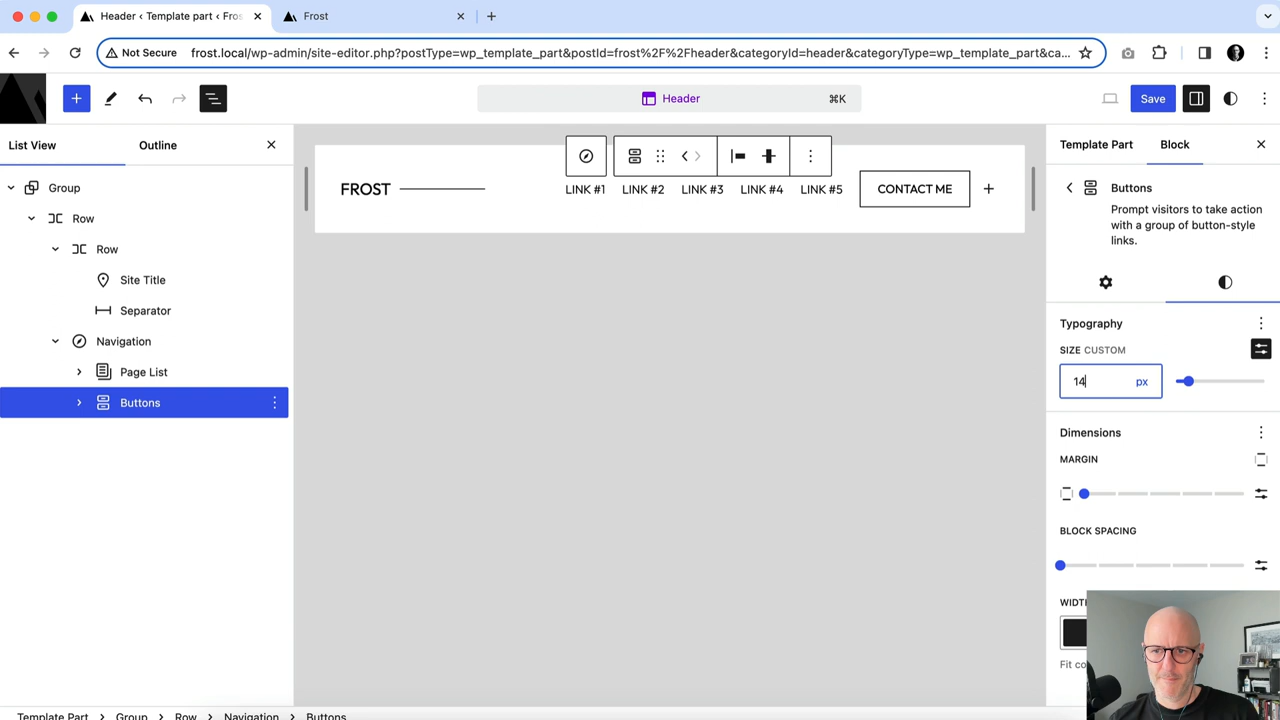 Header ‹ Template part ‹ Fros
Frost
Not Secure
frost.local/wp-admin/site-editor.php?postType=wp_template_part&postId=frost%2F%2Fheader&categoryId=header&categoryType=wp_template_part&ca...
Header
⌘K
Save
List View
Outline
Template Part
Block
Group
Row
Row
Site Title
Separator
Navigation
Page List
Buttons
FROST
LINK #1
LINK #2
LINK #3
LINK #4
LINK #5
CONTACT ME
Buttons
Prompt visitors to take action
with a group of button-style
links.
Typography
SIZE CUSTOM
14
px
Dimensions
MARGIN
BLOCK SPACING
WIDTH
Fit co
Template Part › Group › Row › Navigation › Buttons